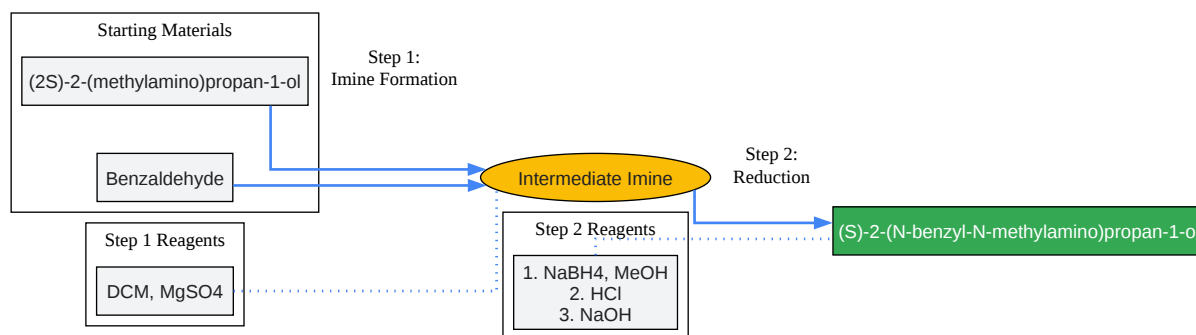 Starting Materials
(2S)-2-(methylamino)propan-1-ol
Step 1:
Imine Formation
Benzaldehyde
Intermediate Imine
Step 2:
Reduction
Step 1 Reagents
DCM, MgSO4
Step 2 Reagents
1. NaBH4, MeOH
2. HCl
3. NaOH
(S)-2-(N-benzyl-N-methylamino)propan-1-ol